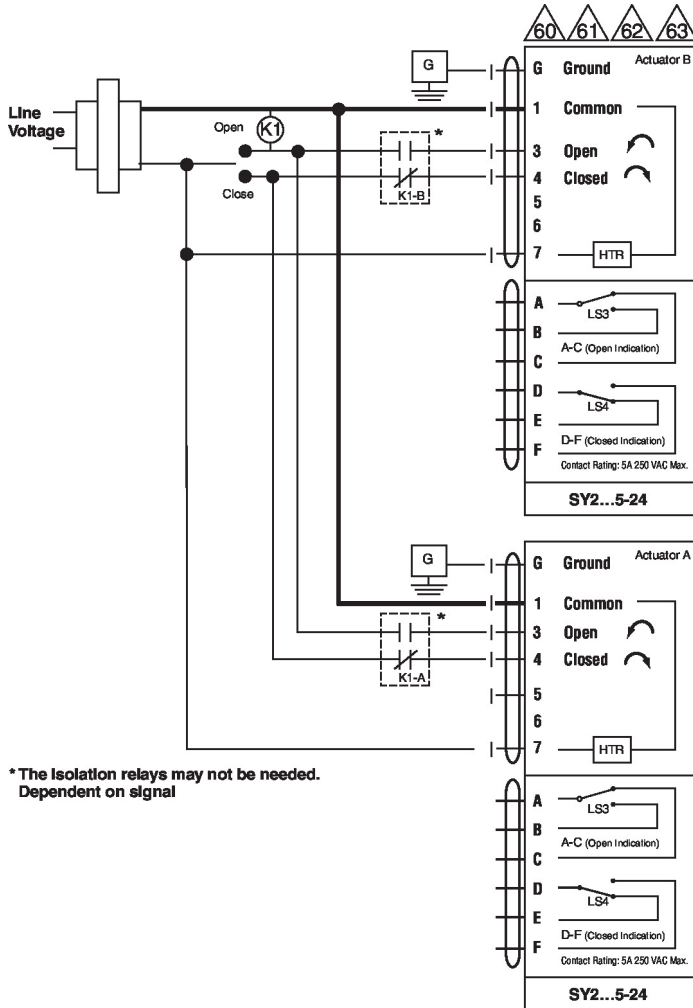 60 61 62 63
G G Ground Actuator B
Line
Voltage
1 Common
Open K1
*
3 Open
4 Closed
Close
K1-B
5
6
7 HTR
A
LS3
B
A-C (Open Indication)
C
D
LS4
E
D-F (Closed Indication)
F
Contact Rating: 5A 250 VAC Max.
SY2...5-24
G G Ground Actuator A
1 Common
*
3 Open
4 Closed
K1-A
5
6
7 HTR
* The isolation relays may not be needed.
Dependent on signal
A
LS3
B
A-C (Open Indication)
C
D
LS4
E
D-F (Closed Indication)
F
Contact Rating: 5A 250 VAC Max.
SY2...5-24